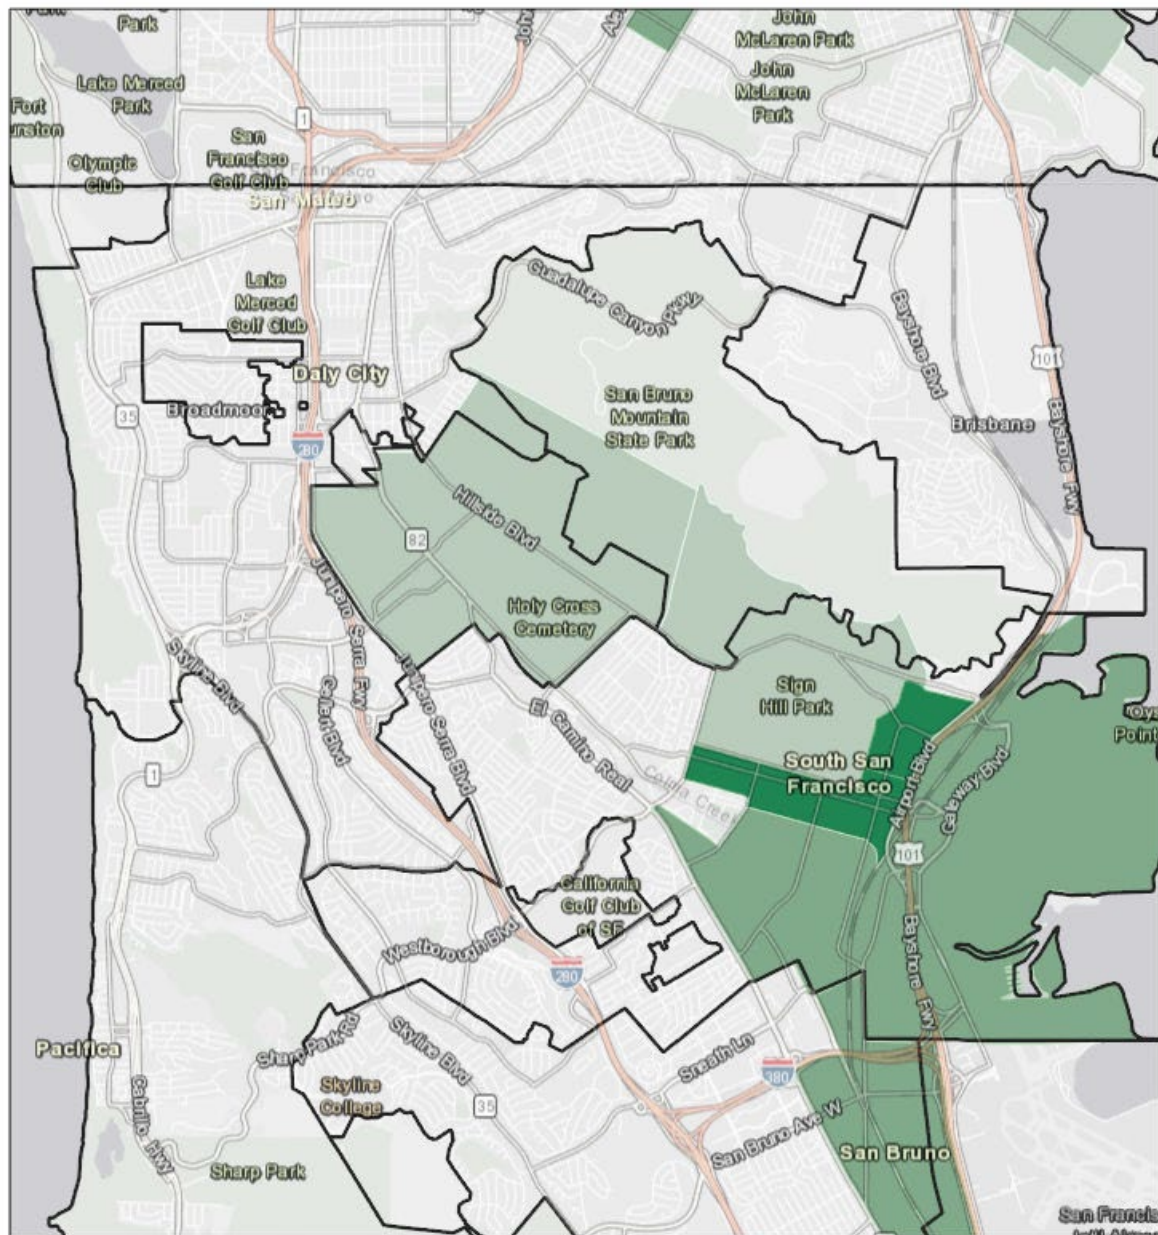 Park
Park
John
McLaren Park
John
McLaren
Park
Lake Merced
Park
Fort
Olympic
Club
1
San
Francisco
Golf Club
San Mateo
Lake
Merced
Golf Club
Guadalupe Canyon Pkwy
Bayshore Blvd
101
Daly City
Broadmoor
35
280
San Bruno
Mountain
State Park
Brisbane
Bayshore Fwy
Hillside Blvd
82
Holy Cross
Cemetery
Junipero Serra Fwy
Junipero Serra Blvd
Skyline Blvd
Callan Blvd
El Camino Real
Sign
Hill Park
Point
South San
Francisco
Colma Creek
Airport Blvd
Gateway Blvd
1
101
California
Golf Club
of SF
Westborough Blvd
280
Bayshore Fwy
Pacifica
Sharp Park Rd
Skyline Blvd
Sneath Ln
380
Skyline
College
35
San Bruno Ave W
San Bruno
Cabrillo Hwy
Sharp Park